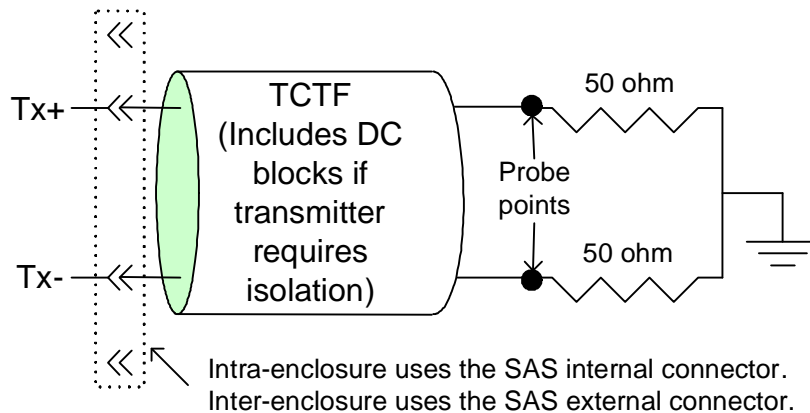 Tx+
TCTF
(Includes DC
blocks if
transmitter
requires
isolation)
50 ohm
Probe
points
Tx-
50 ohm
Intra-enclosure uses the SAS internal connector.
Inter-enclosure uses the SAS external connector.